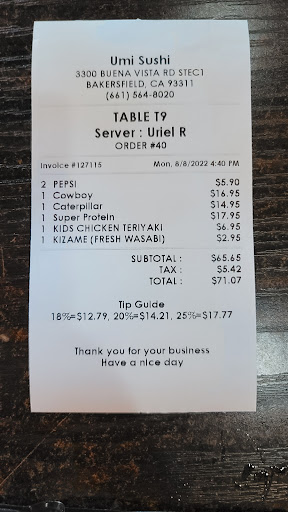 Umi Sushi
3300 BUENA VISTA RD STEC1
BAKERSFIELD, CA 93311
(661) 564-8020
TABLE T9
Server : Uriel R
ORDER #40
Invoice #127115 Mon, 8/8/2022 4:40 PM
2 PEPSI $5.90
1 Cowboy $16.95
1 Caterpillar $14.95
1 Super Protein $17.95
1 KIDS CHICKEN TERIYAKI $6.95
1 KIZAME (FRESH WASABI) $2.95
SUBTOTAL : $65.65
TAX : $5.42
TOTAL : $71.07
Tip Guide
18%=$12.79, 20%=$14.21, 25%=$17.77
Thank you for your business
Have a nice day